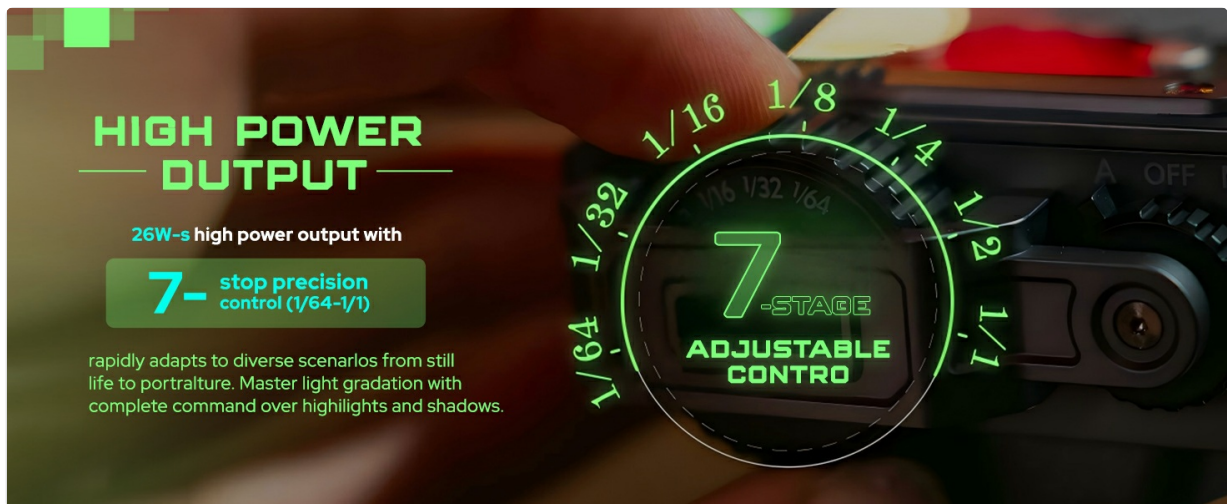 HIGH POWER
OUTPUT
26W-s high power output with
7- stop precision
control (1/64-1/1)
rapidly adapts to diverse scenarlos from still
life to portralture. Master light gradation with
complete command over highilights and shadows.
1/64
1/32
1/16
1/8
1/4
1/2
1/1
1/16 1/32 1/64
7-STAGE
ADJUSTABLE
CONTRO
A OFF